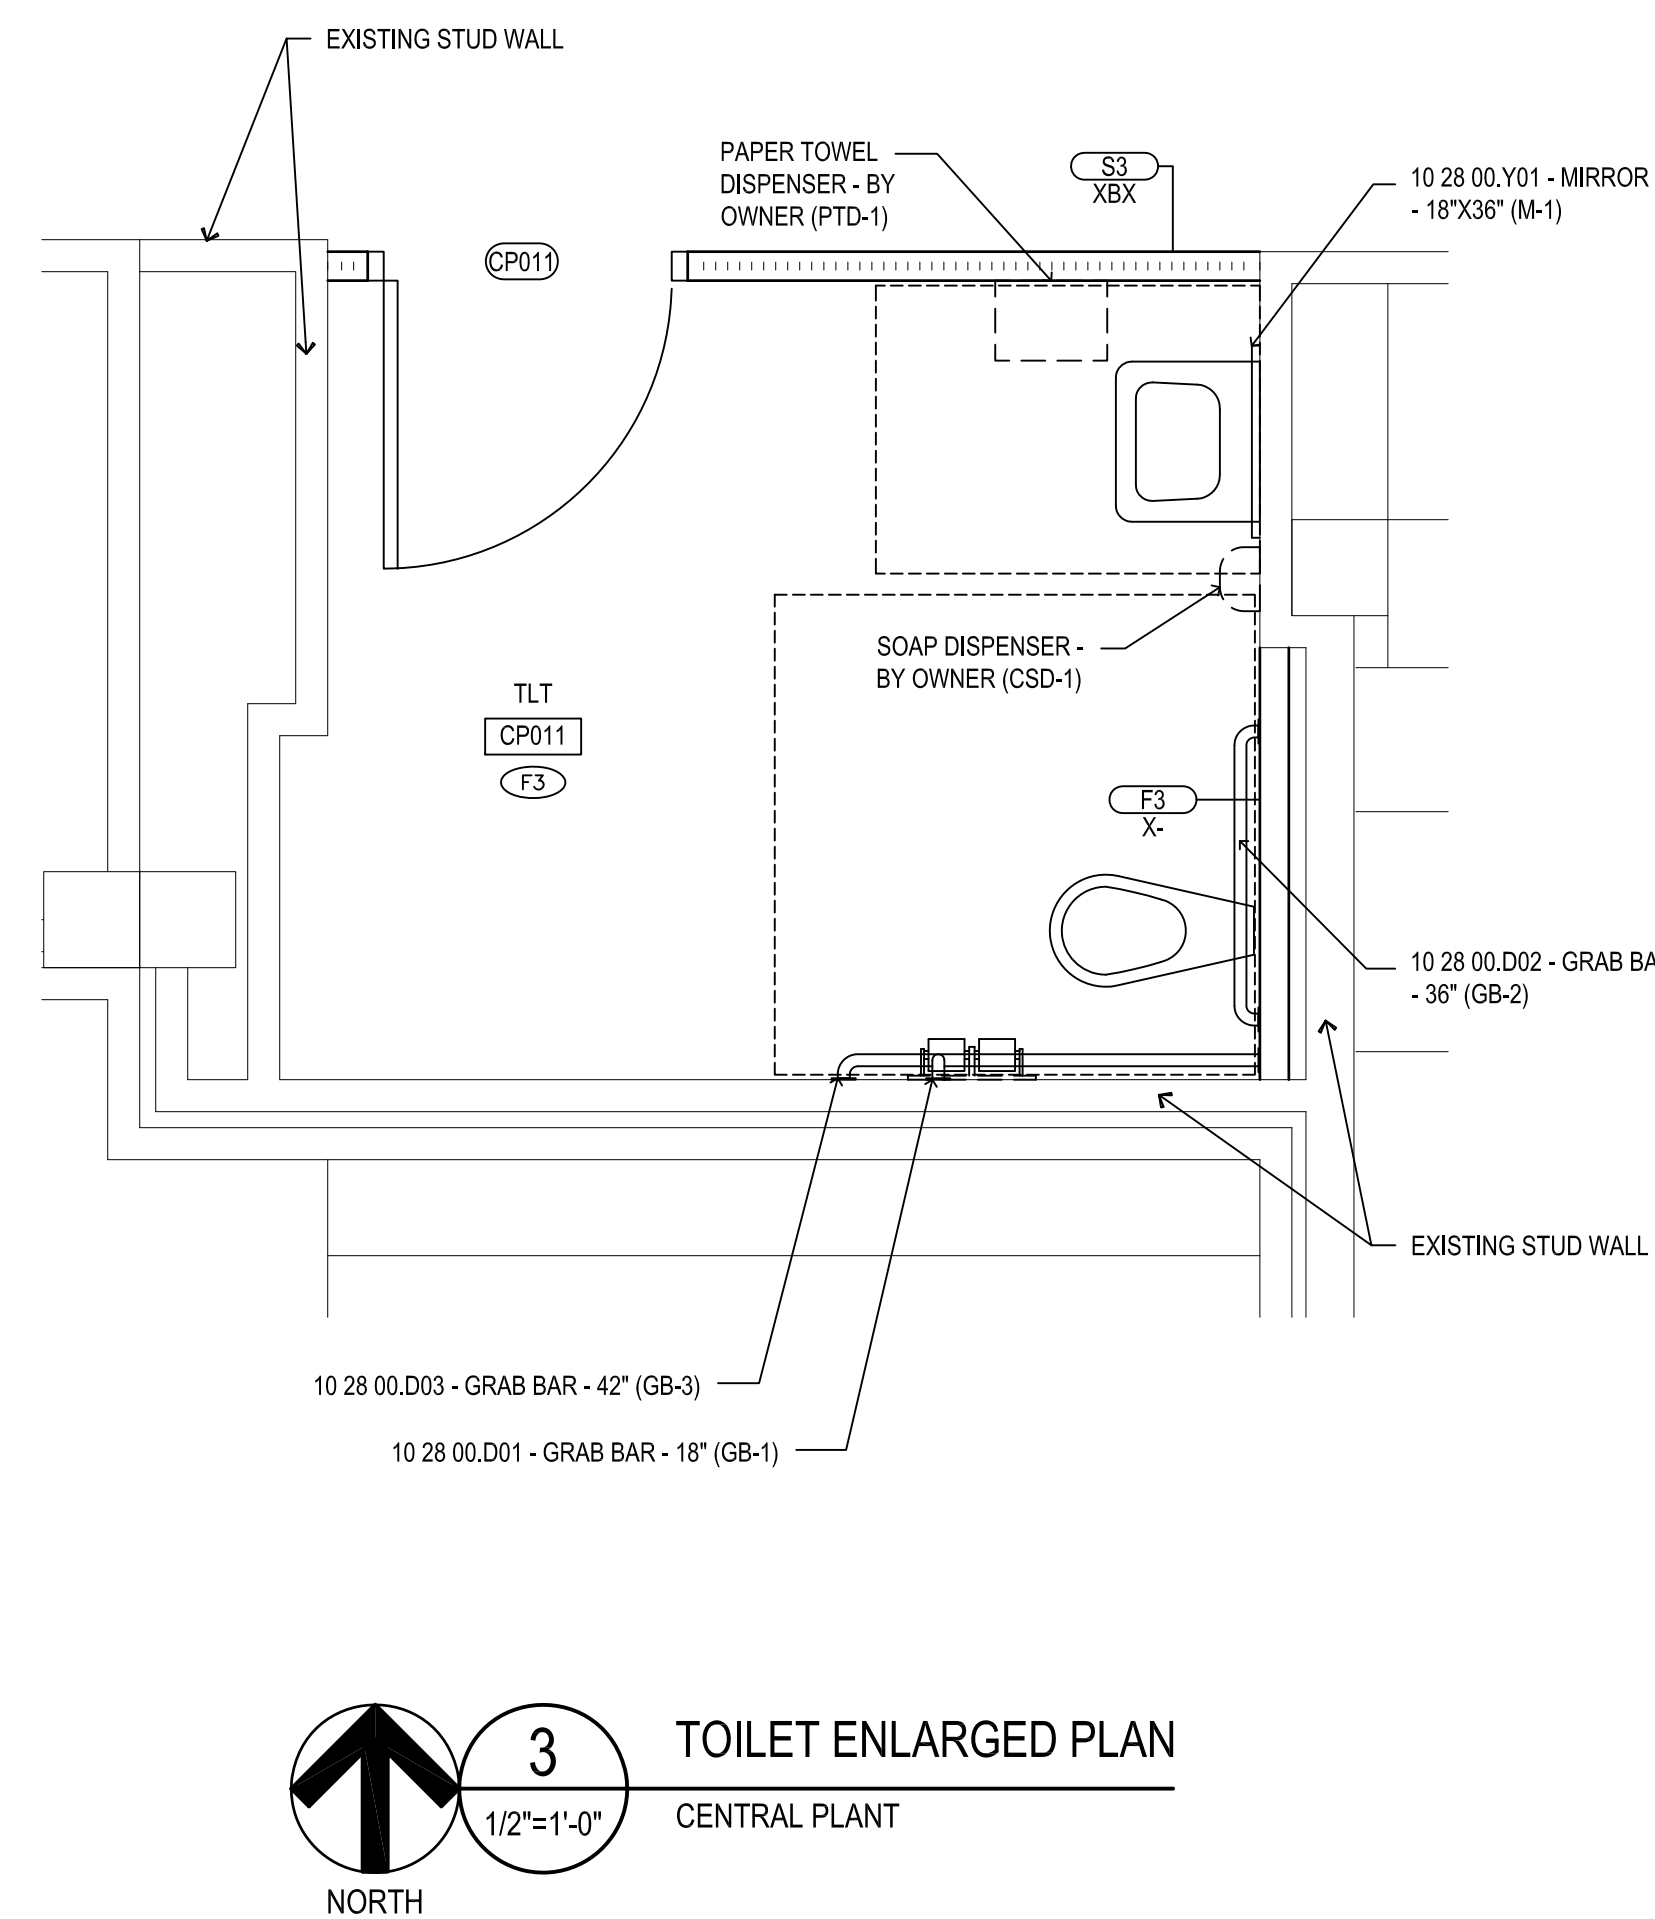 EXISTING STUD WALL
PAPER TOWEL
DISPENSER - BY
OWNER (PTD-1)
S3
XBX
10 28 00.Y01 - MIRROR
- 18"X36" (M-1)
CP011
SOAP DISPENSER -
BY OWNER (CSD-1)
TLT
CP011
F3
F3
X-
10 28 00.D02 - GRAB BA
- 36" (GB-2)
EXISTING STUD WALL
10 28 00.D03 - GRAB BAR - 42" (GB-3)
10 28 00.D01 - GRAB BAR - 18" (GB-1)
3
1/2"=1'-0"
TOILET ENLARGED PLAN
CENTRAL PLANT
NORTH